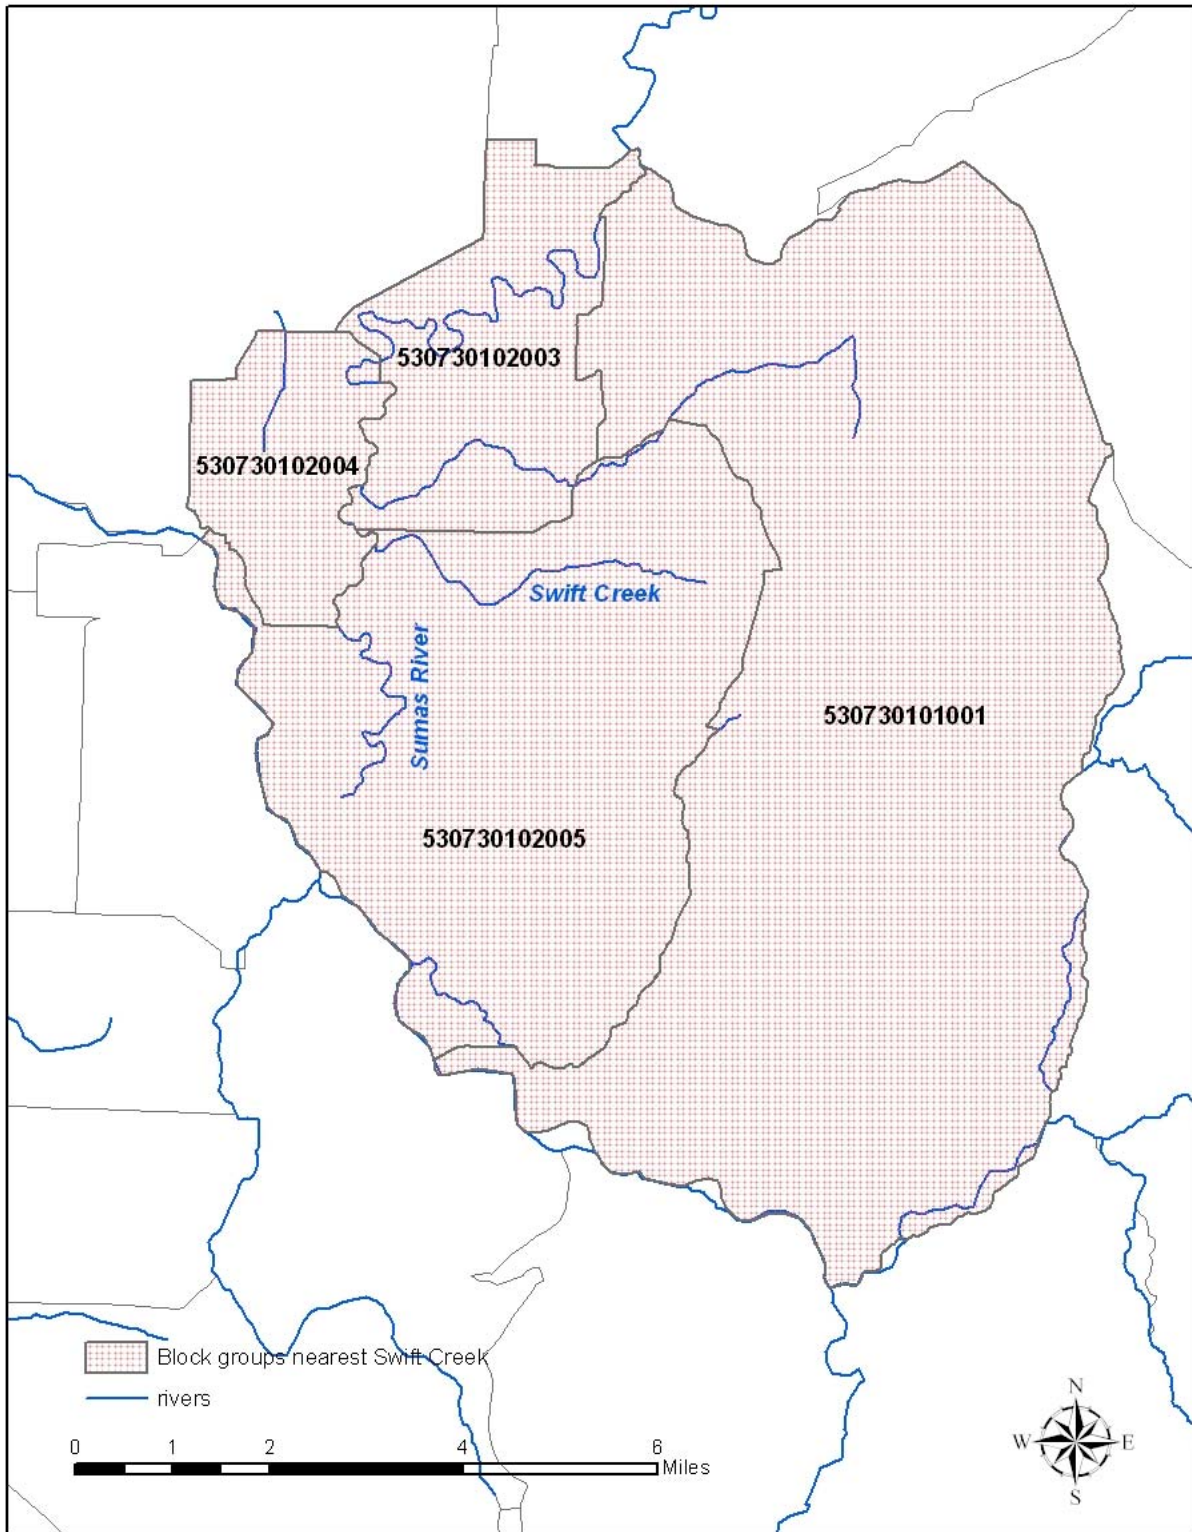 530730102003
530730102004
Swift Creek
Sumas River
530730101001
530730102005
Block groups nearest Swift Creek
rivers
0 1 2 4 6
Miles
N
W E
S